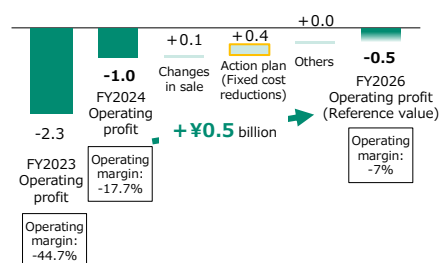 +0.0
+0.1
+0.4
-1.0
Changes
in sale
Action plan
(Fixed cost
reductions)
Others
-0.5
FY2024
Operating
profit
FY2026
Operating profit
(Reference value)
-2.3
+¥0.5 billion
FY2023
Operating
profit
Operating
margin:
-17.7%
Operating
margin:
-7%
Operating
margin:
-44.7%